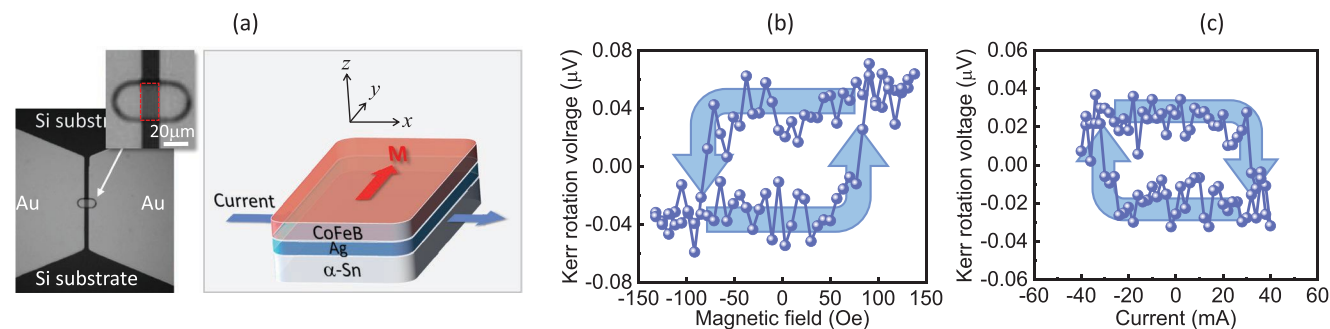 (a)
Si substr
20μm
Au
Au
Si substrate
z
y
x
M
Current
CoFeB
Ag
α-Sn
(b)
Kerr rotation volrage (μV)
0.08
0.04
0.00
-0.04
-0.08
-150 -100 -50 0 50 100 150
Magnetic field (Oe)
(c)
Kerr rotation voltage (μV)
0.06
0.04
0.02
0.00
-0.02
-0.04
-0.06
-60 -40 -20 0 20 40 60
Current (mA)